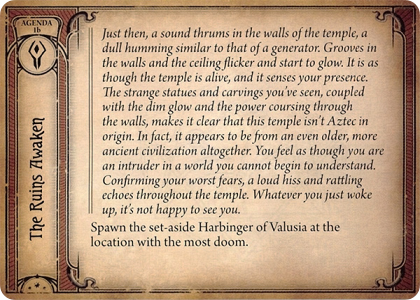 AGENDA
1b
The Ruins Awaken
Just then, a sound thrums in the walls of the temple, a
dull humming similar to that of a generator. Grooves in
the walls and the ceiling flicker and start to glow. It is as
though the temple is alive, and it senses your presence.
The strange statues and carvings you've seen, coupled
with the dim glow and the power coursing through
the walls, makes it clear that this temple isn't Aztec in
origin. In fact, it appears to be from an even older, more
ancient civilization altogether. You feel as though you are
an intruder in a world you cannot begin to understand.
Confirming your worst fears, a loud hiss and rattling
echoes throughout the temple. Whatever you just woke
up, it's not happy to see you.
Spawn the set-aside Harbinger of Valusia at the
location with the most doom.